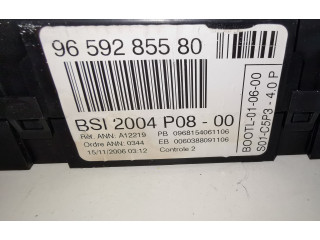 96 592 855 80
BSI 2004 P08 - 00
Réf. ANN: A12219 PB 0968154061106
Ordre ANN: 0344 EB 0060388091106
15/11/2006 03:12 Controle 2
BOOTL-01-06-00
S01-C5P3 - 4.0 P